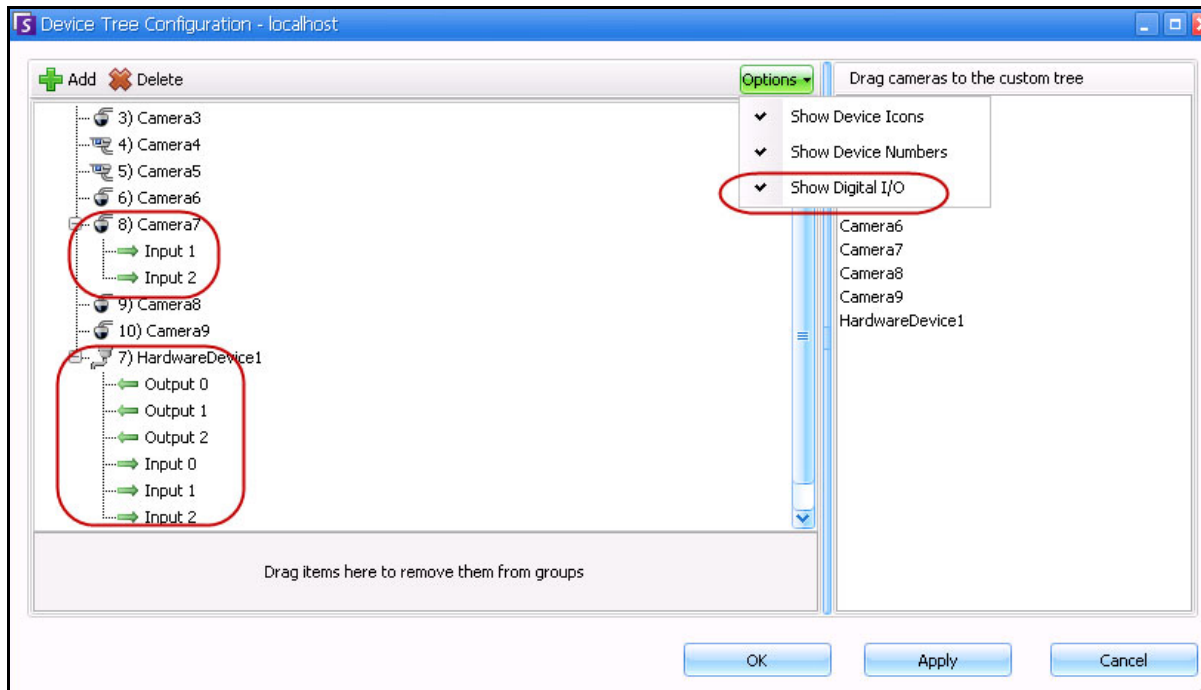 Device Tree Configuration - localhost
Add Delete Options Drag cameras to the custom tree
Show Device Icons
Show Device Numbers
Show Digital I/O
3) Camera3
4) Camera4
5) Camera5
6) Camera6
8) Camera7
Input 1
Input 2
9) Camera8
10) Camera9
7) HardwareDevice1
Output 0
Output 1
Output 2
Input 0
Input 1
Input 2
Camera6
Camera7
Camera8
Camera9
HardwareDevice1
Drag items here to remove them from groups
OK Apply Cancel